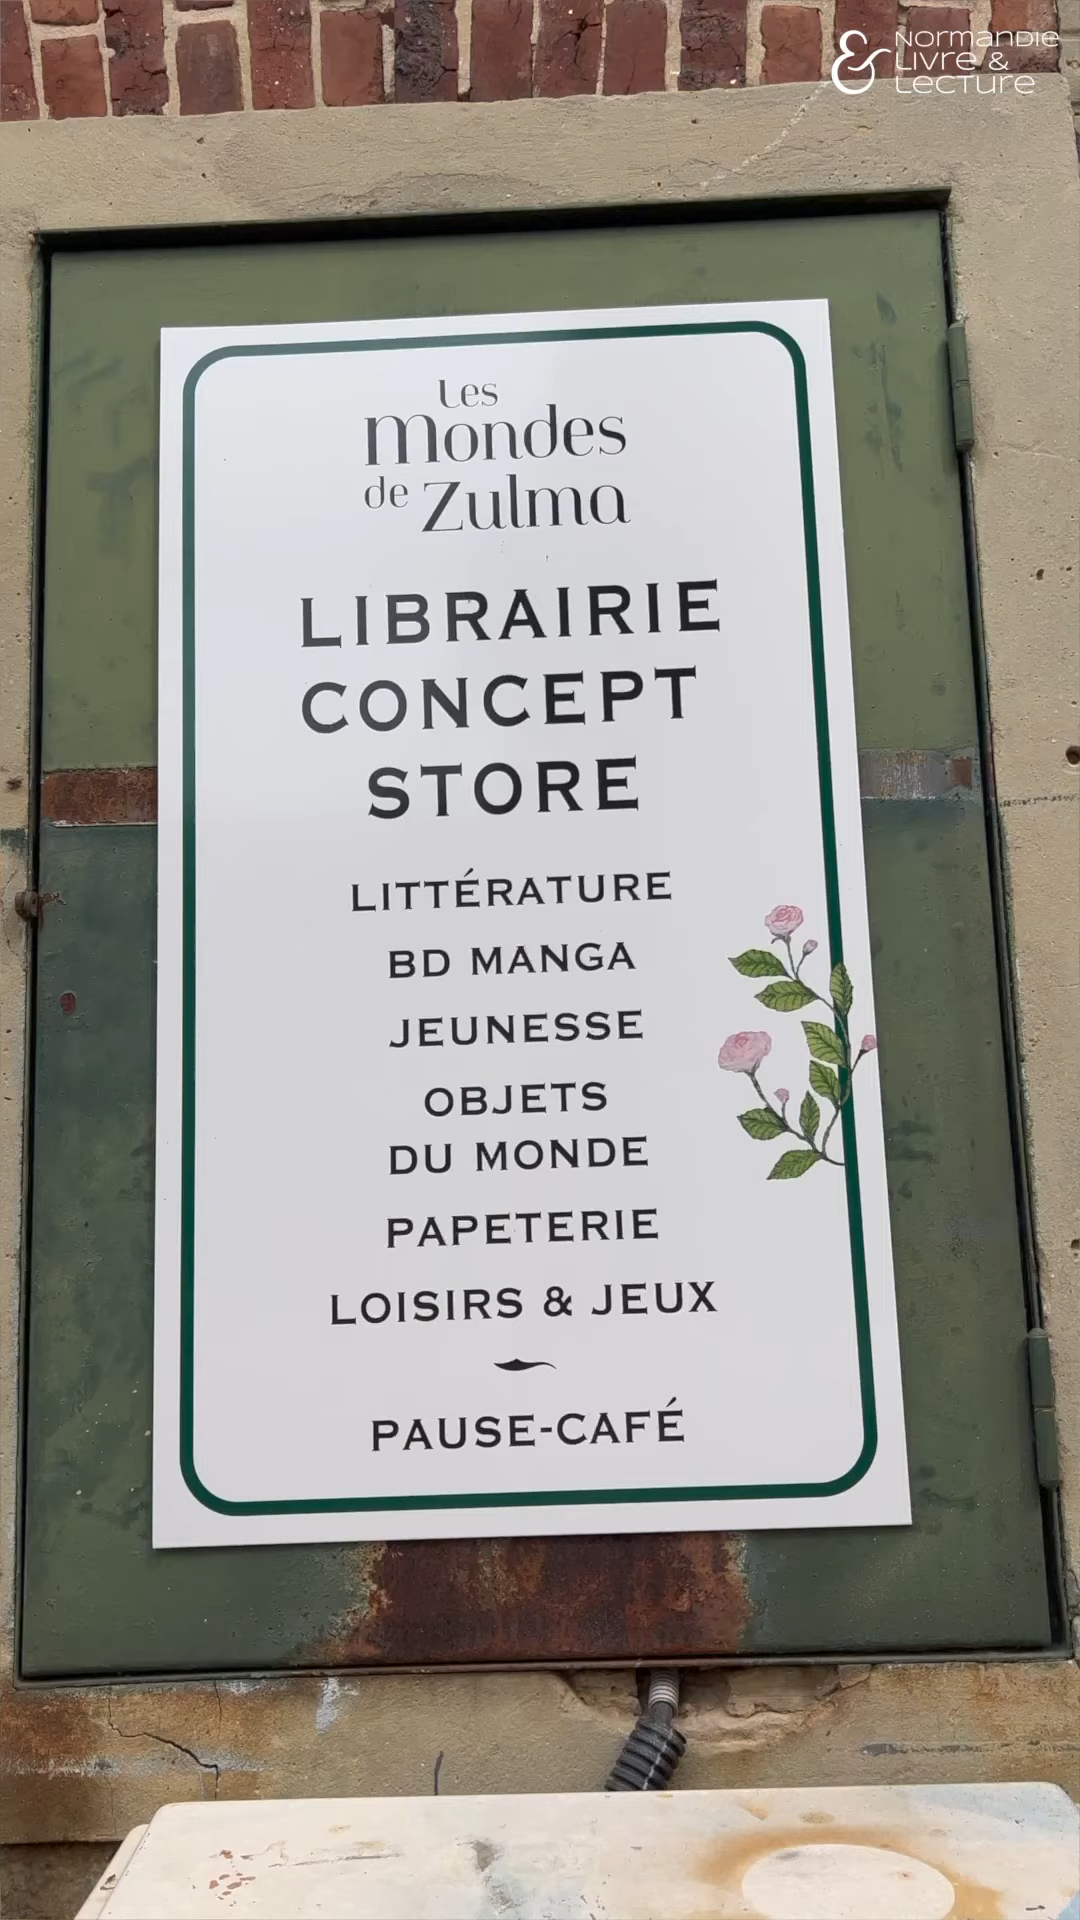 Normandie
Livre &
Lecture
Les
Mondes
de Zulma
LIBRAIRIE
CONCEPT
STORE
LITTÉRATURE
BD MANGA
JEUNESSE
OBJETS
DU MONDE
PAPETERIE
LOISIRS & JEUX
PAUSE-CAFÉ